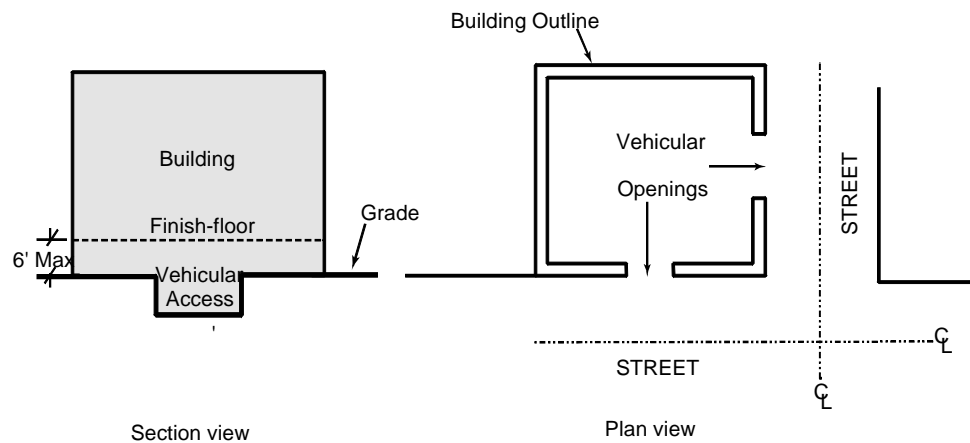 Building Outline
Building
Vehicular
Openings
STREET
Finish-floor
Grade
6' Max
Vehicular
Access
'
STREET
CL
CL
Section view
Plan view